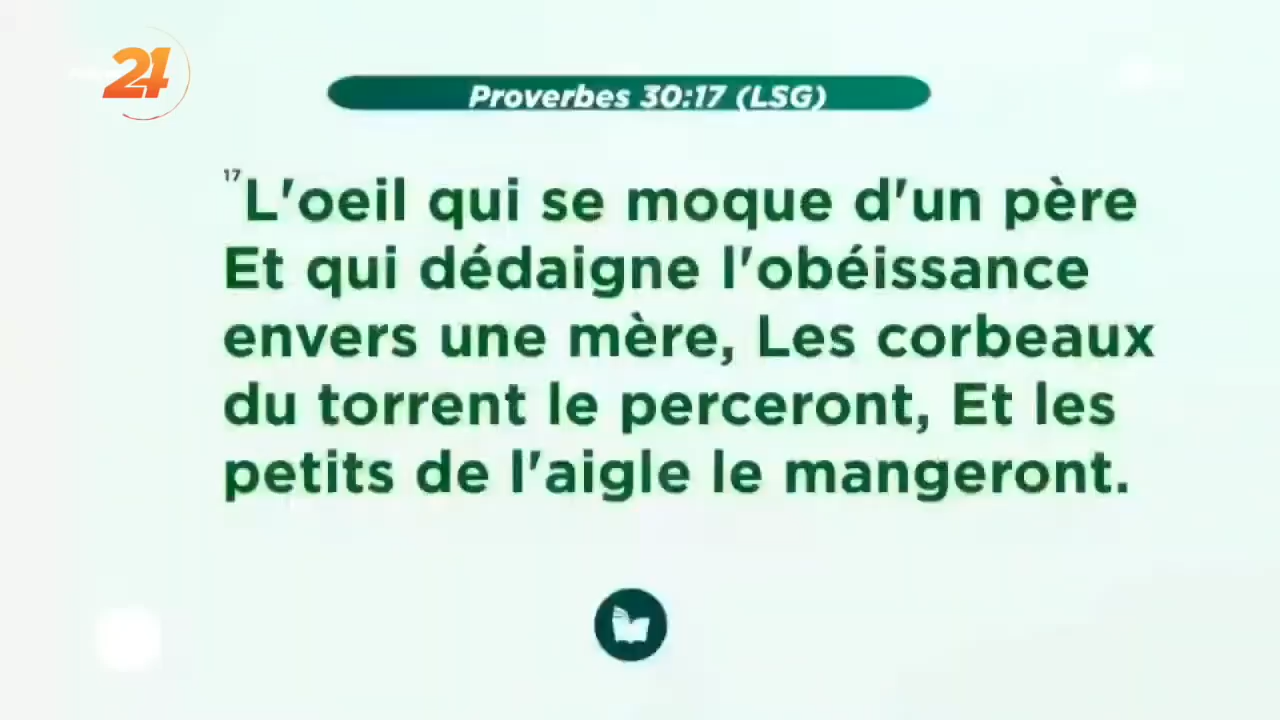 24
Proverbes 30:17 (LSG)
17 L'oeil qui se moque d'un père
Et qui dédaigne l'obéissance
envers une mère, Les corbeaux
du torrent le perceront, Et les
petits de l'aigle le mangeront.